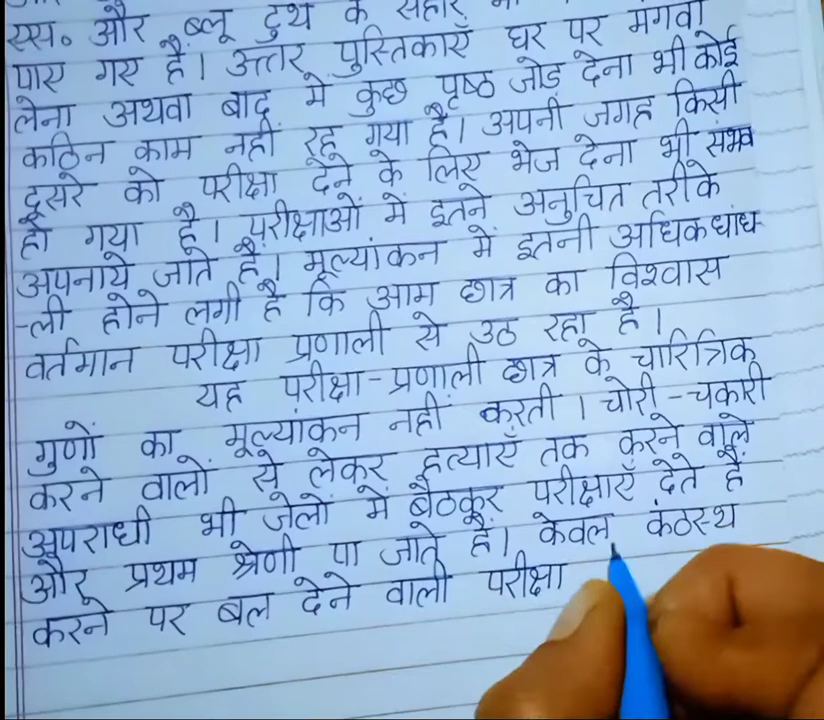 स्स॰ और ब्लू टुथ के सहारे
पाए गए हैं। उत्तर पुस्तिकाएँ घर पर मंगवा
लेना अथवा बाद में कुछ पृष्ठ जोड़ देना भी कोई
कठिन काम नहीं रह गया है। अपनी जगह किसी
दूसरे को परीक्षा देने के लिए भेज देना भी संभव
हो गया है। परीक्षाओं में इतने अनुचित तरीके
अपनाये जाते हैं। मूल्यांकन में इतनी अधिक धांध-
-ली होने लगी है कि आम छात्र का विश्वास
वर्तमान परीक्षा प्रणाली से उठ रहा है।
यह परीक्षा-प्रणाली छात्र के चारित्रिक
गुणों का मूल्यांकन नहीं करती। चोरी-चकारी
करने वालों से लेकर हत्याएँ तक करने वाले
अपराधी भी जेलों में बैठकर परीक्षाएँ देते हैं
और प्रथम श्रेणी पा जाते हैं। केवल कंठस्थ
करने पर बल देने वाली परीक्षा